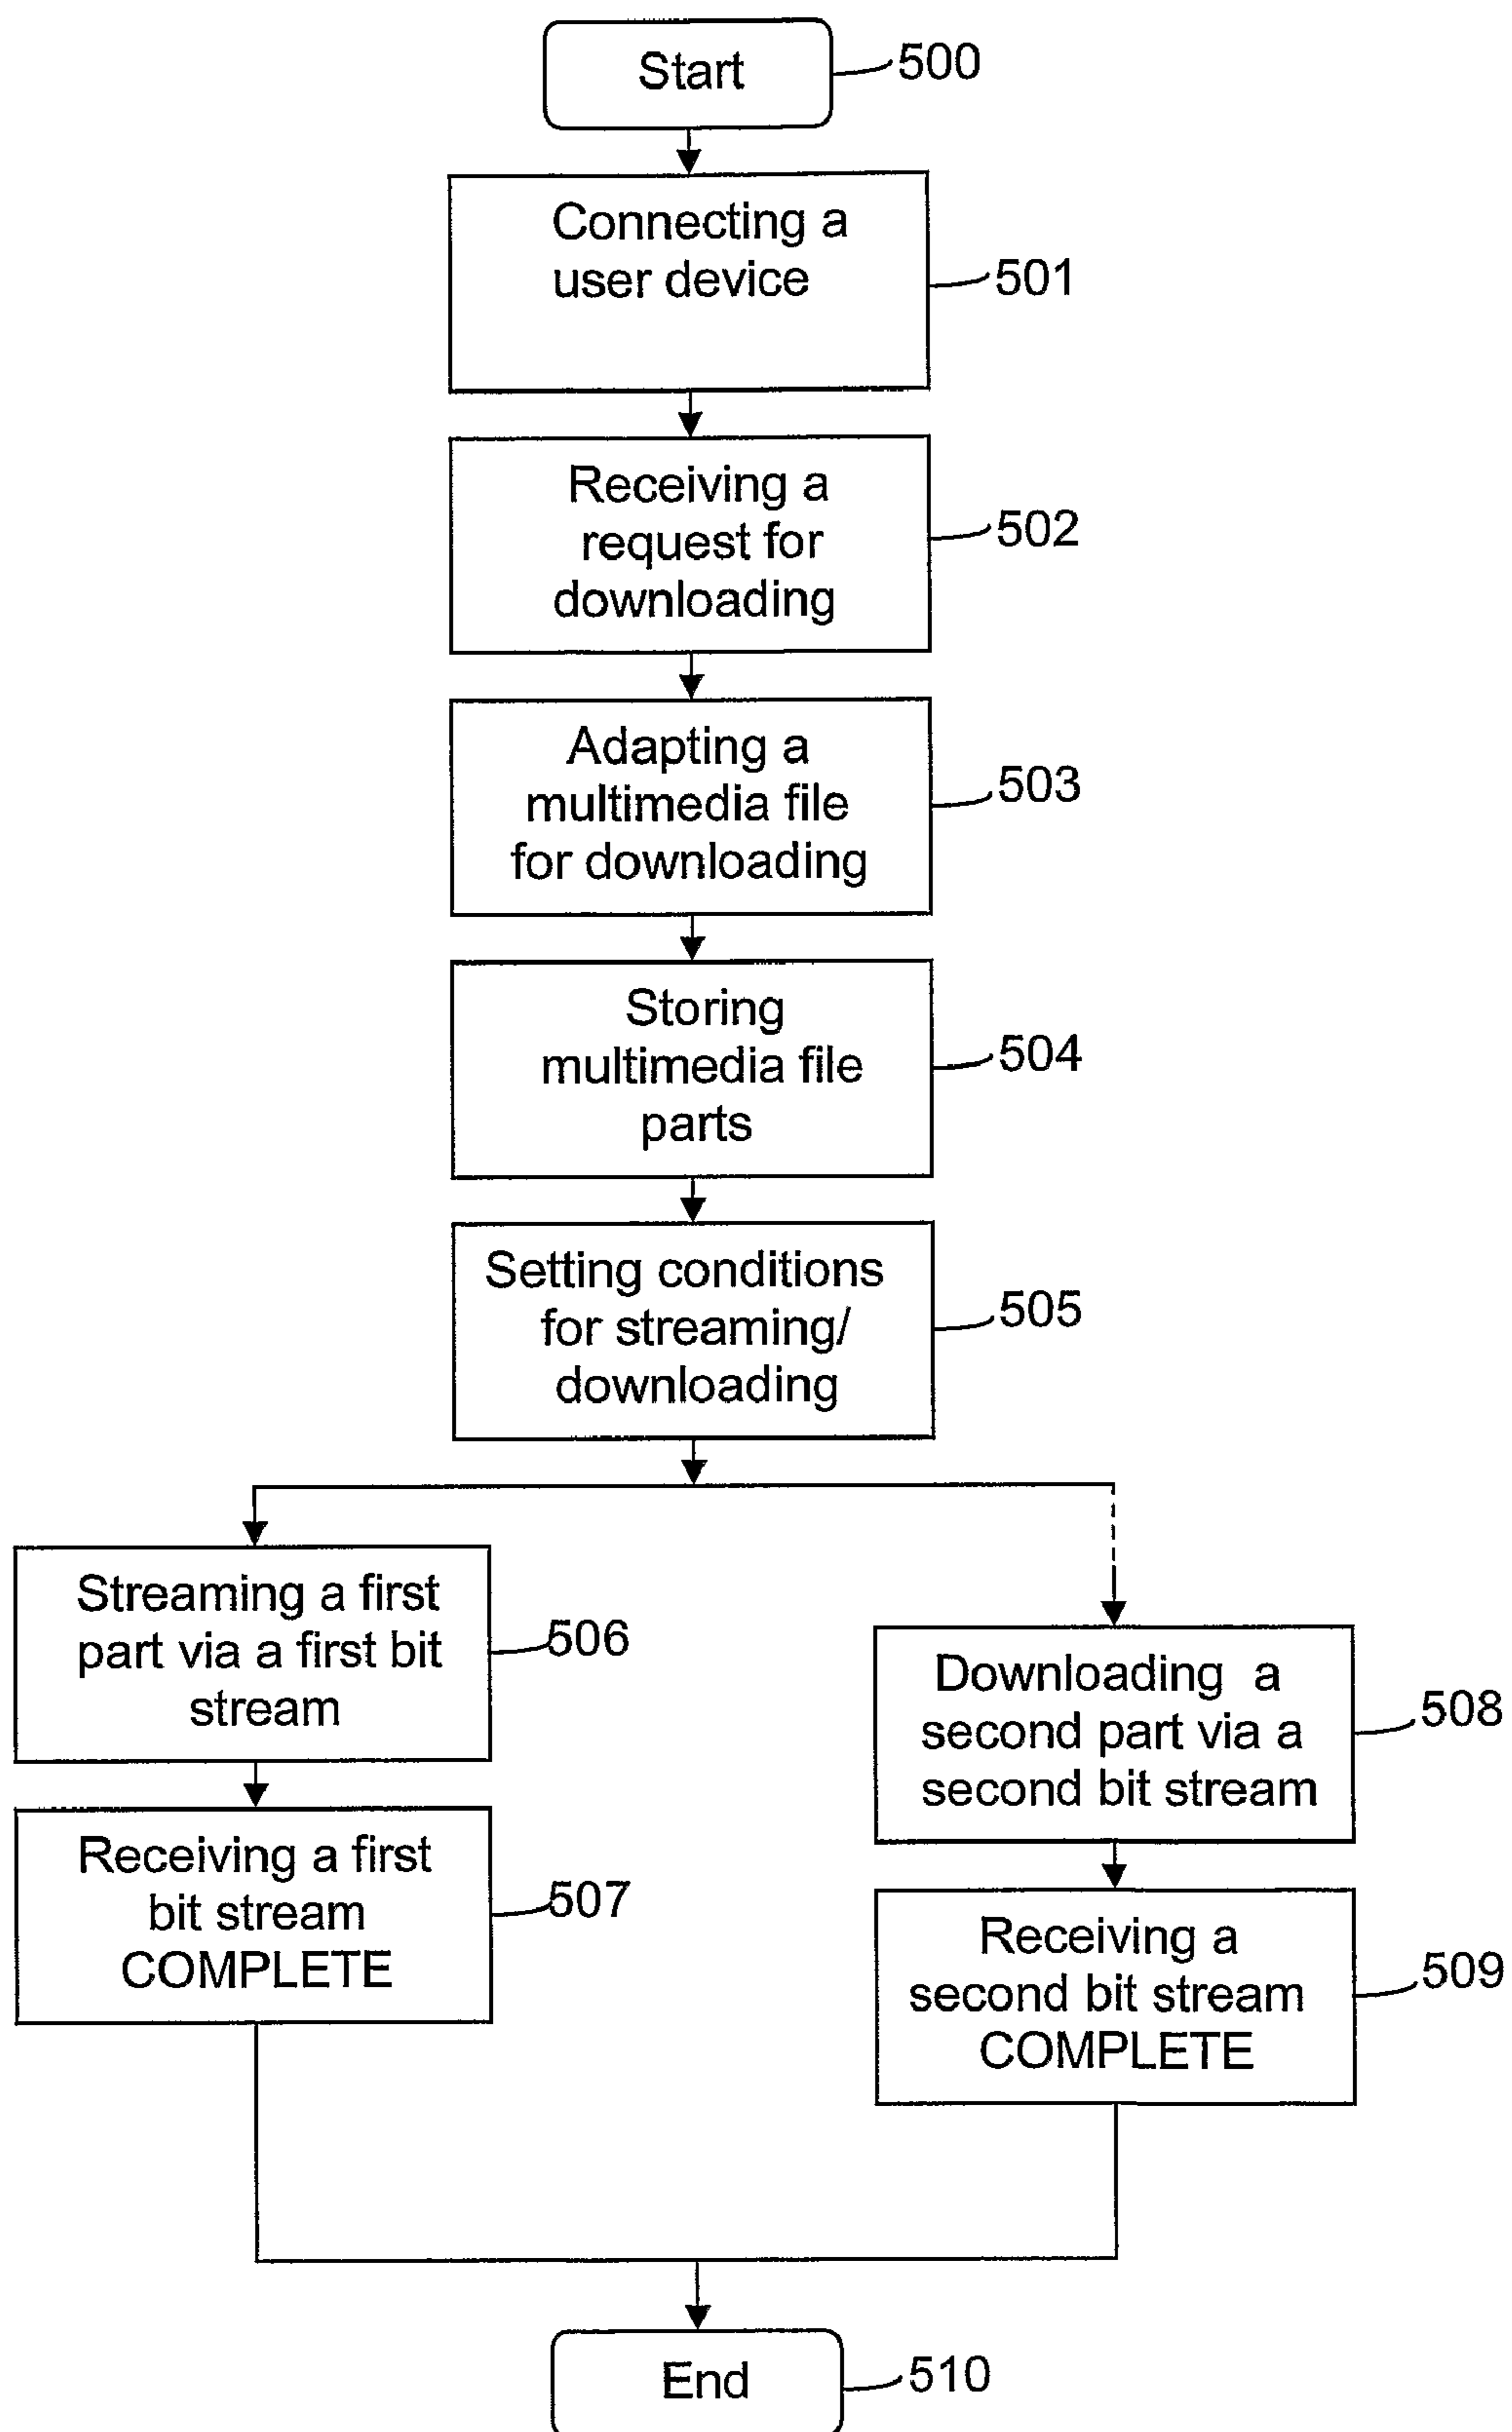 Start
500
Connecting a
user device
501
Receiving a
request for
downloading
502
Adapting a
multimedia file
for downloading
503
Storing
multimedia file
parts
504
Setting conditions
for streaming/
downloading
505
Streaming a first
part via a first bit
stream
506
Receiving a first
bit stream
COMPLETE
507
Downloading a
second part via a
second bit stream
508
Receiving a
second bit stream
COMPLETE
509
End
510